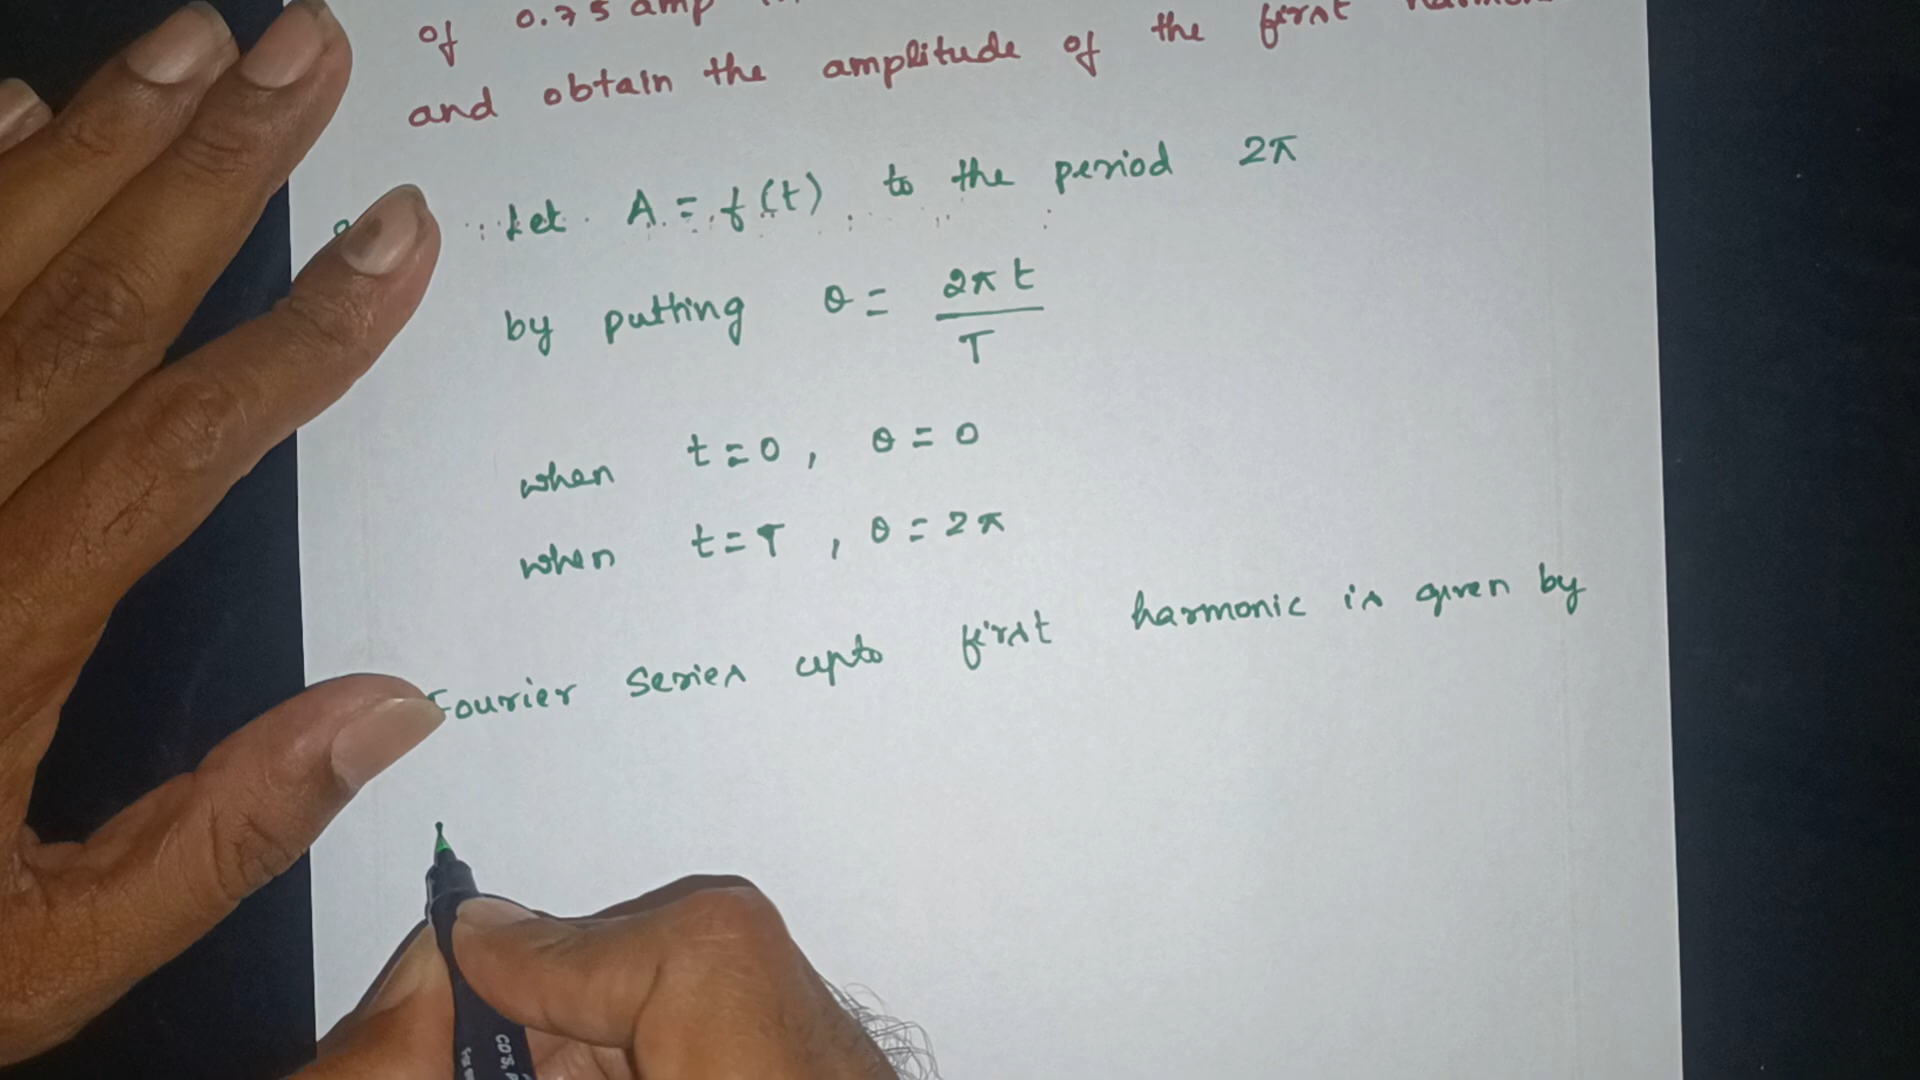 of 0.75 amp
and obtain the amplitude of the first
Let A = f(t) to the period 2π
by putting θ = 2πt / T
when t=0, θ=0
when t=T, θ=2π
Fourier Series upto first harmonic is given by